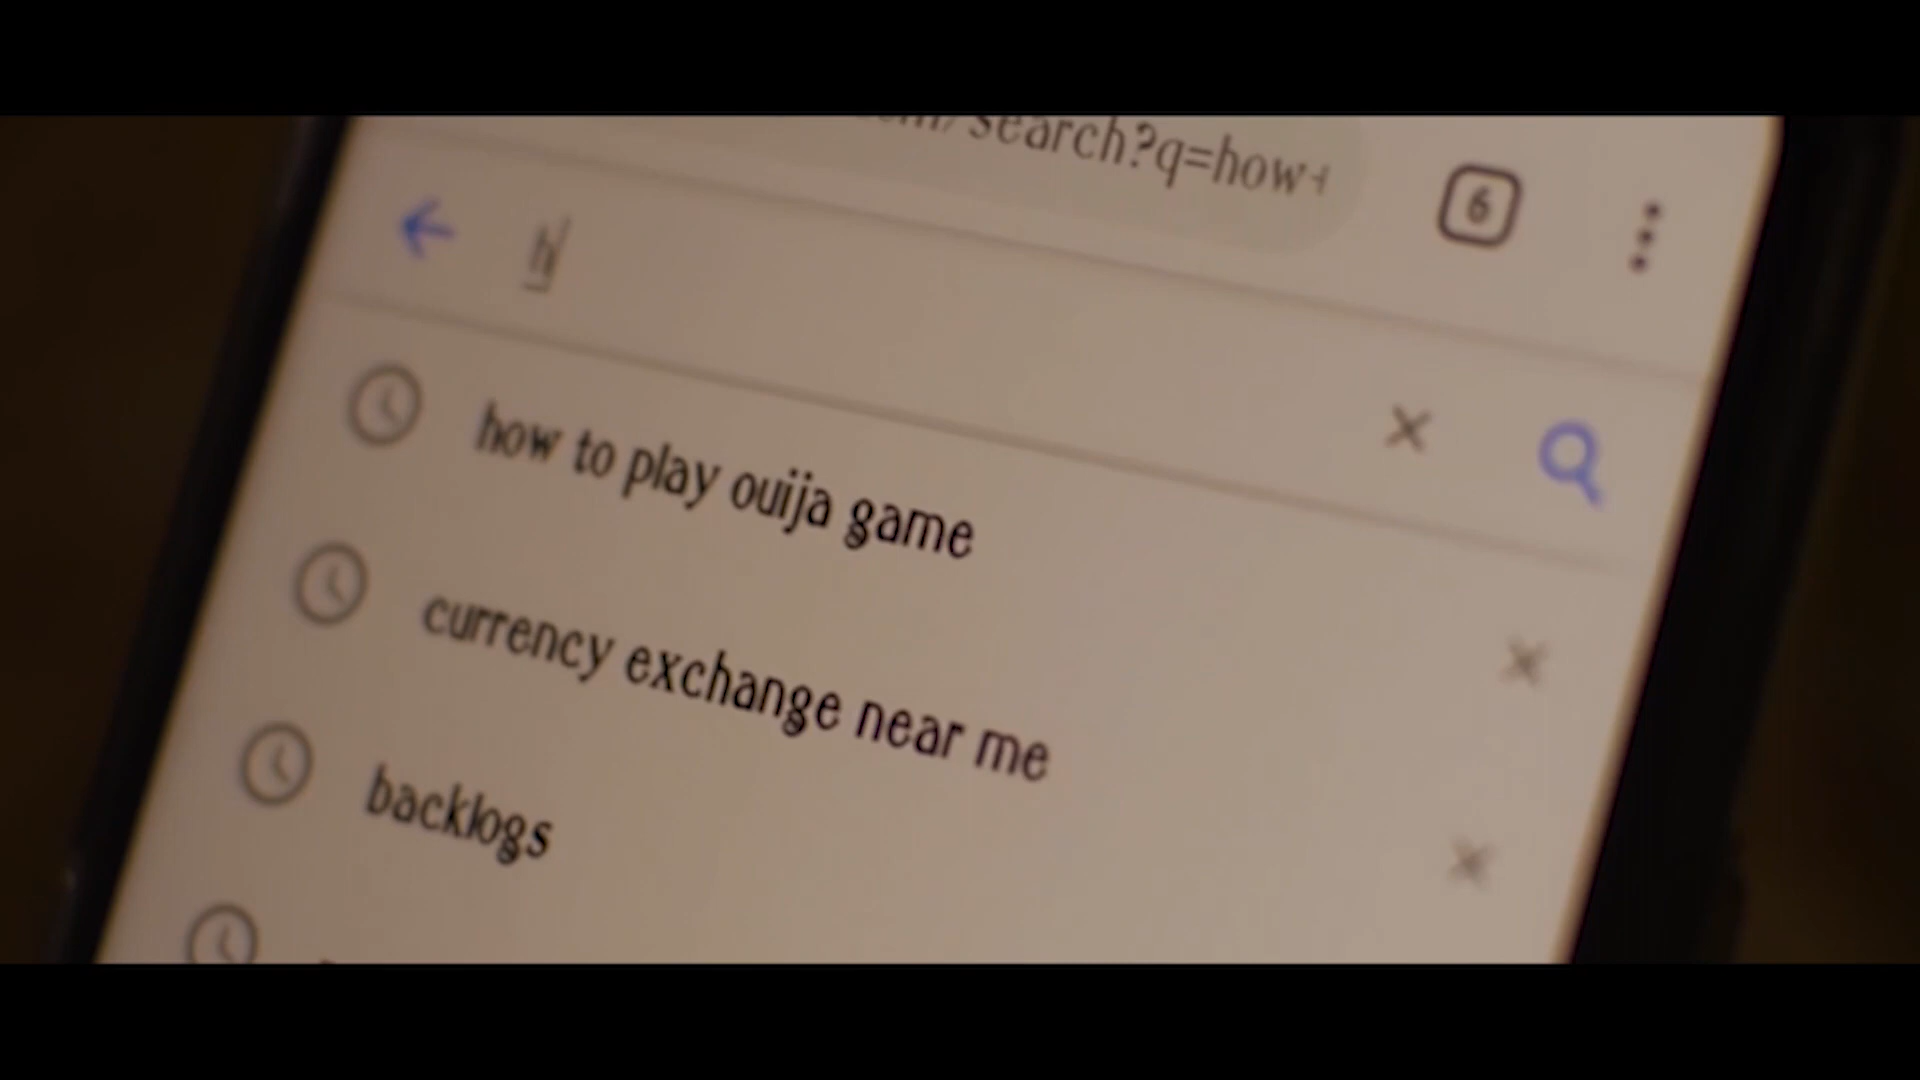 search?q=how
6
h
how to play ouija game
currency exchange near me
backlogs